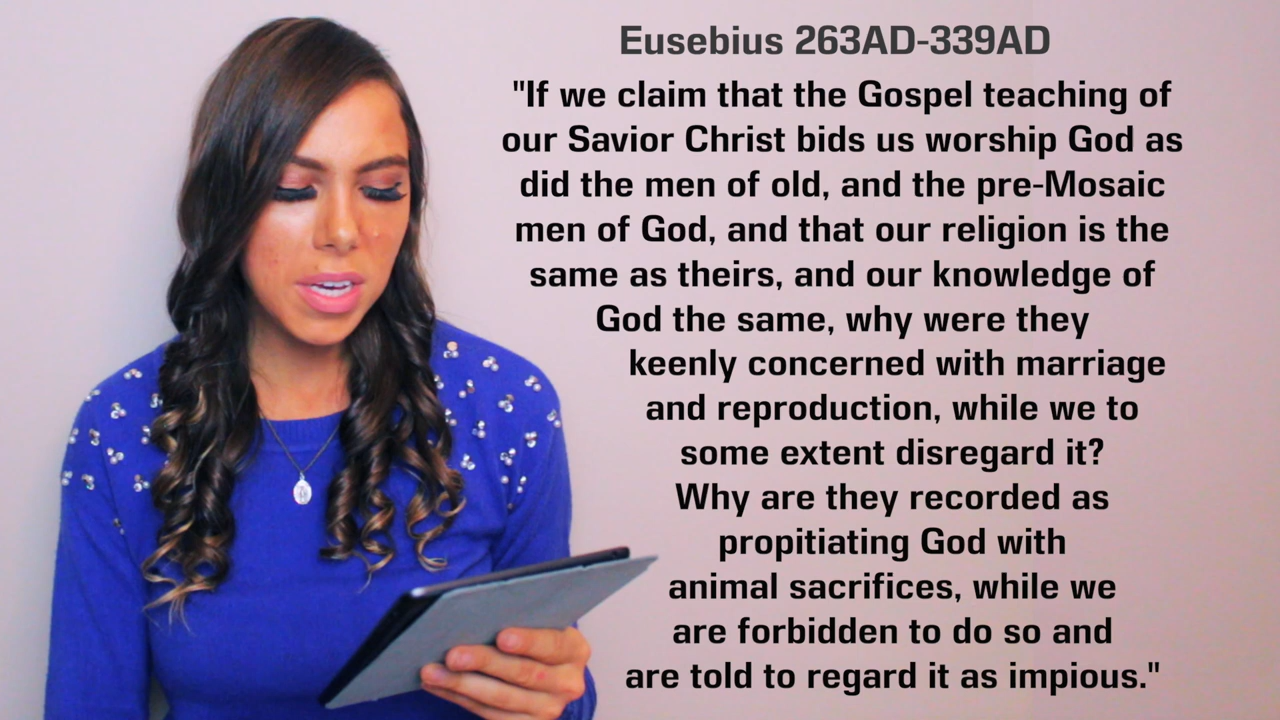 Eusebius 263AD-339AD
"If we claim that the Gospel teaching of
our Savior Christ bids us worship God as
did the men of old, and the pre-Mosaic
men of God, and that our religion is the
same as theirs, and our knowledge of
God the same, why were they
keenly concerned with marriage
and reproduction, while we to
some extent disregard it?
Why are they recorded as
propitiating God with
animal sacrifices, while we
are forbidden to do so and
are told to regard it as impious."